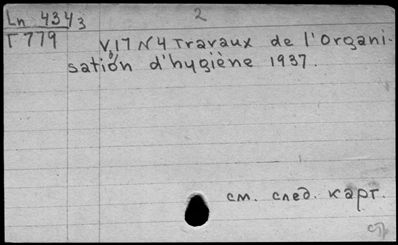 Ln 434/3 2
T 779 V,17 N4 Travaux de l'Organi-
sation d'hygiène 1937.
см. след. карт.